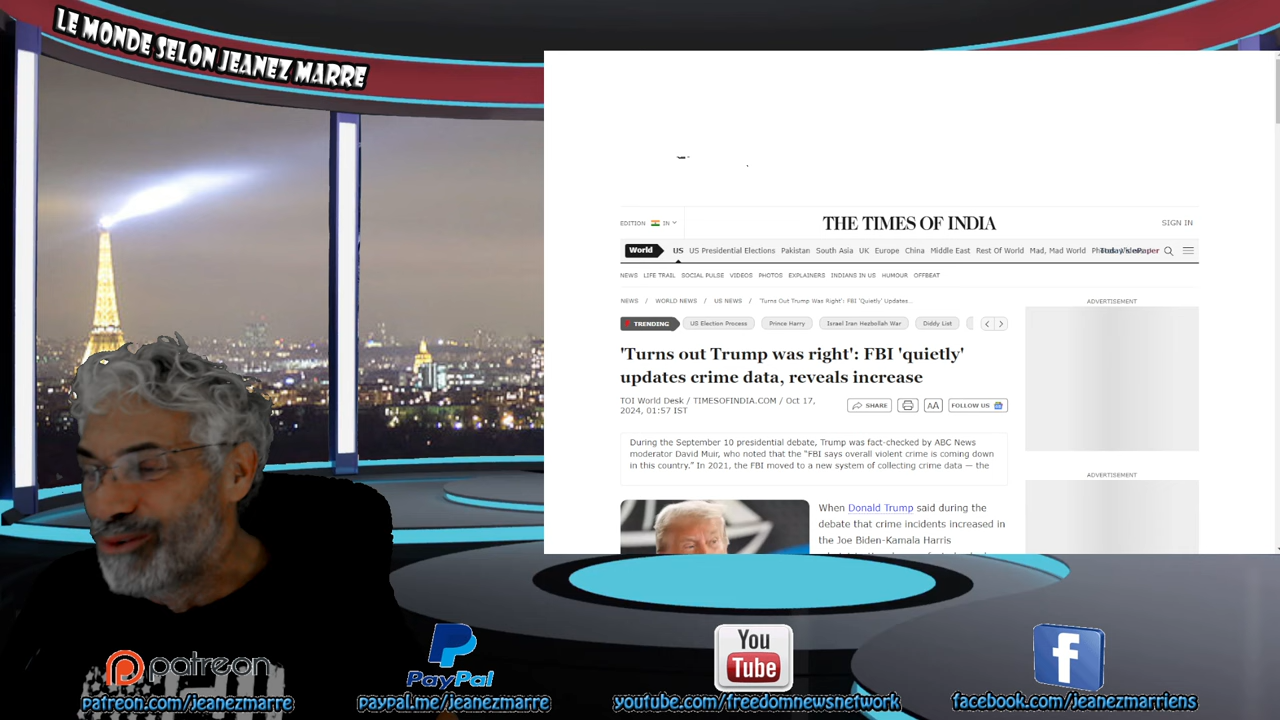 LE MONDE SELON JEANEZ MARRE
EDITION IN
THE TIMES OF INDIA
SIGN IN
World US US Presidential Elections Pakistan South Asia UK Europe China Middle East Rest Of World Mad, Mad World
NEWS LIFE TRAIL SOCIAL PULSE VIDEOS PHOTOS EXPLAINERS INDIANS IN US HUMOUR OFFBEAT
NEWS / WORLD NEWS / US NEWS / 'Turns Out Trump Was Right': FBI 'Quietly' Updates...
ADVERTISEMENT
TRENDING US Election Process Prince Harry Israel Iran Hezbollah War Diddy List
'Turns out Trump was right': FBI 'quietly'
updates crime data, reveals increase
TOI World Desk / TIMESOFINDIA.COM / Oct 17,
2024, 01:57 IST
SHARE AA FOLLOW US
During the September 10 presidential debate, Trump was fact-checked by ABC News
moderator David Muir, who noted that the "FBI says overall violent crime is coming down
in this country." In 2021, the FBI moved to a new system of collecting crime data — the
ADVERTISEMENT
When Donald Trump said during the
debate that crime incidents increased in
the Joe Biden-Kamala Harris
patreon
patreon.com/jeanezmarre
PayPal
paypal.me/jeanezmarre
You
Tube
youtube.com/freedomnewsnetwork
f
facebook.com/jeanezmarriens